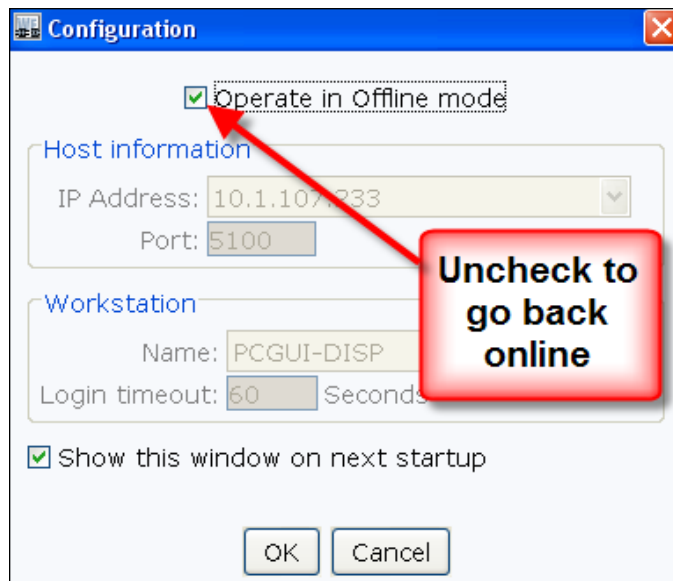 Configuration
Operate in Offline mode
Host information
IP Address: 10.1.107.233
Port: 5100
Uncheck to
go back
online
Workstation
Name: PCGUI-DISP
Login timeout: 60 Seconds
Show this window on next startup
OK Cancel